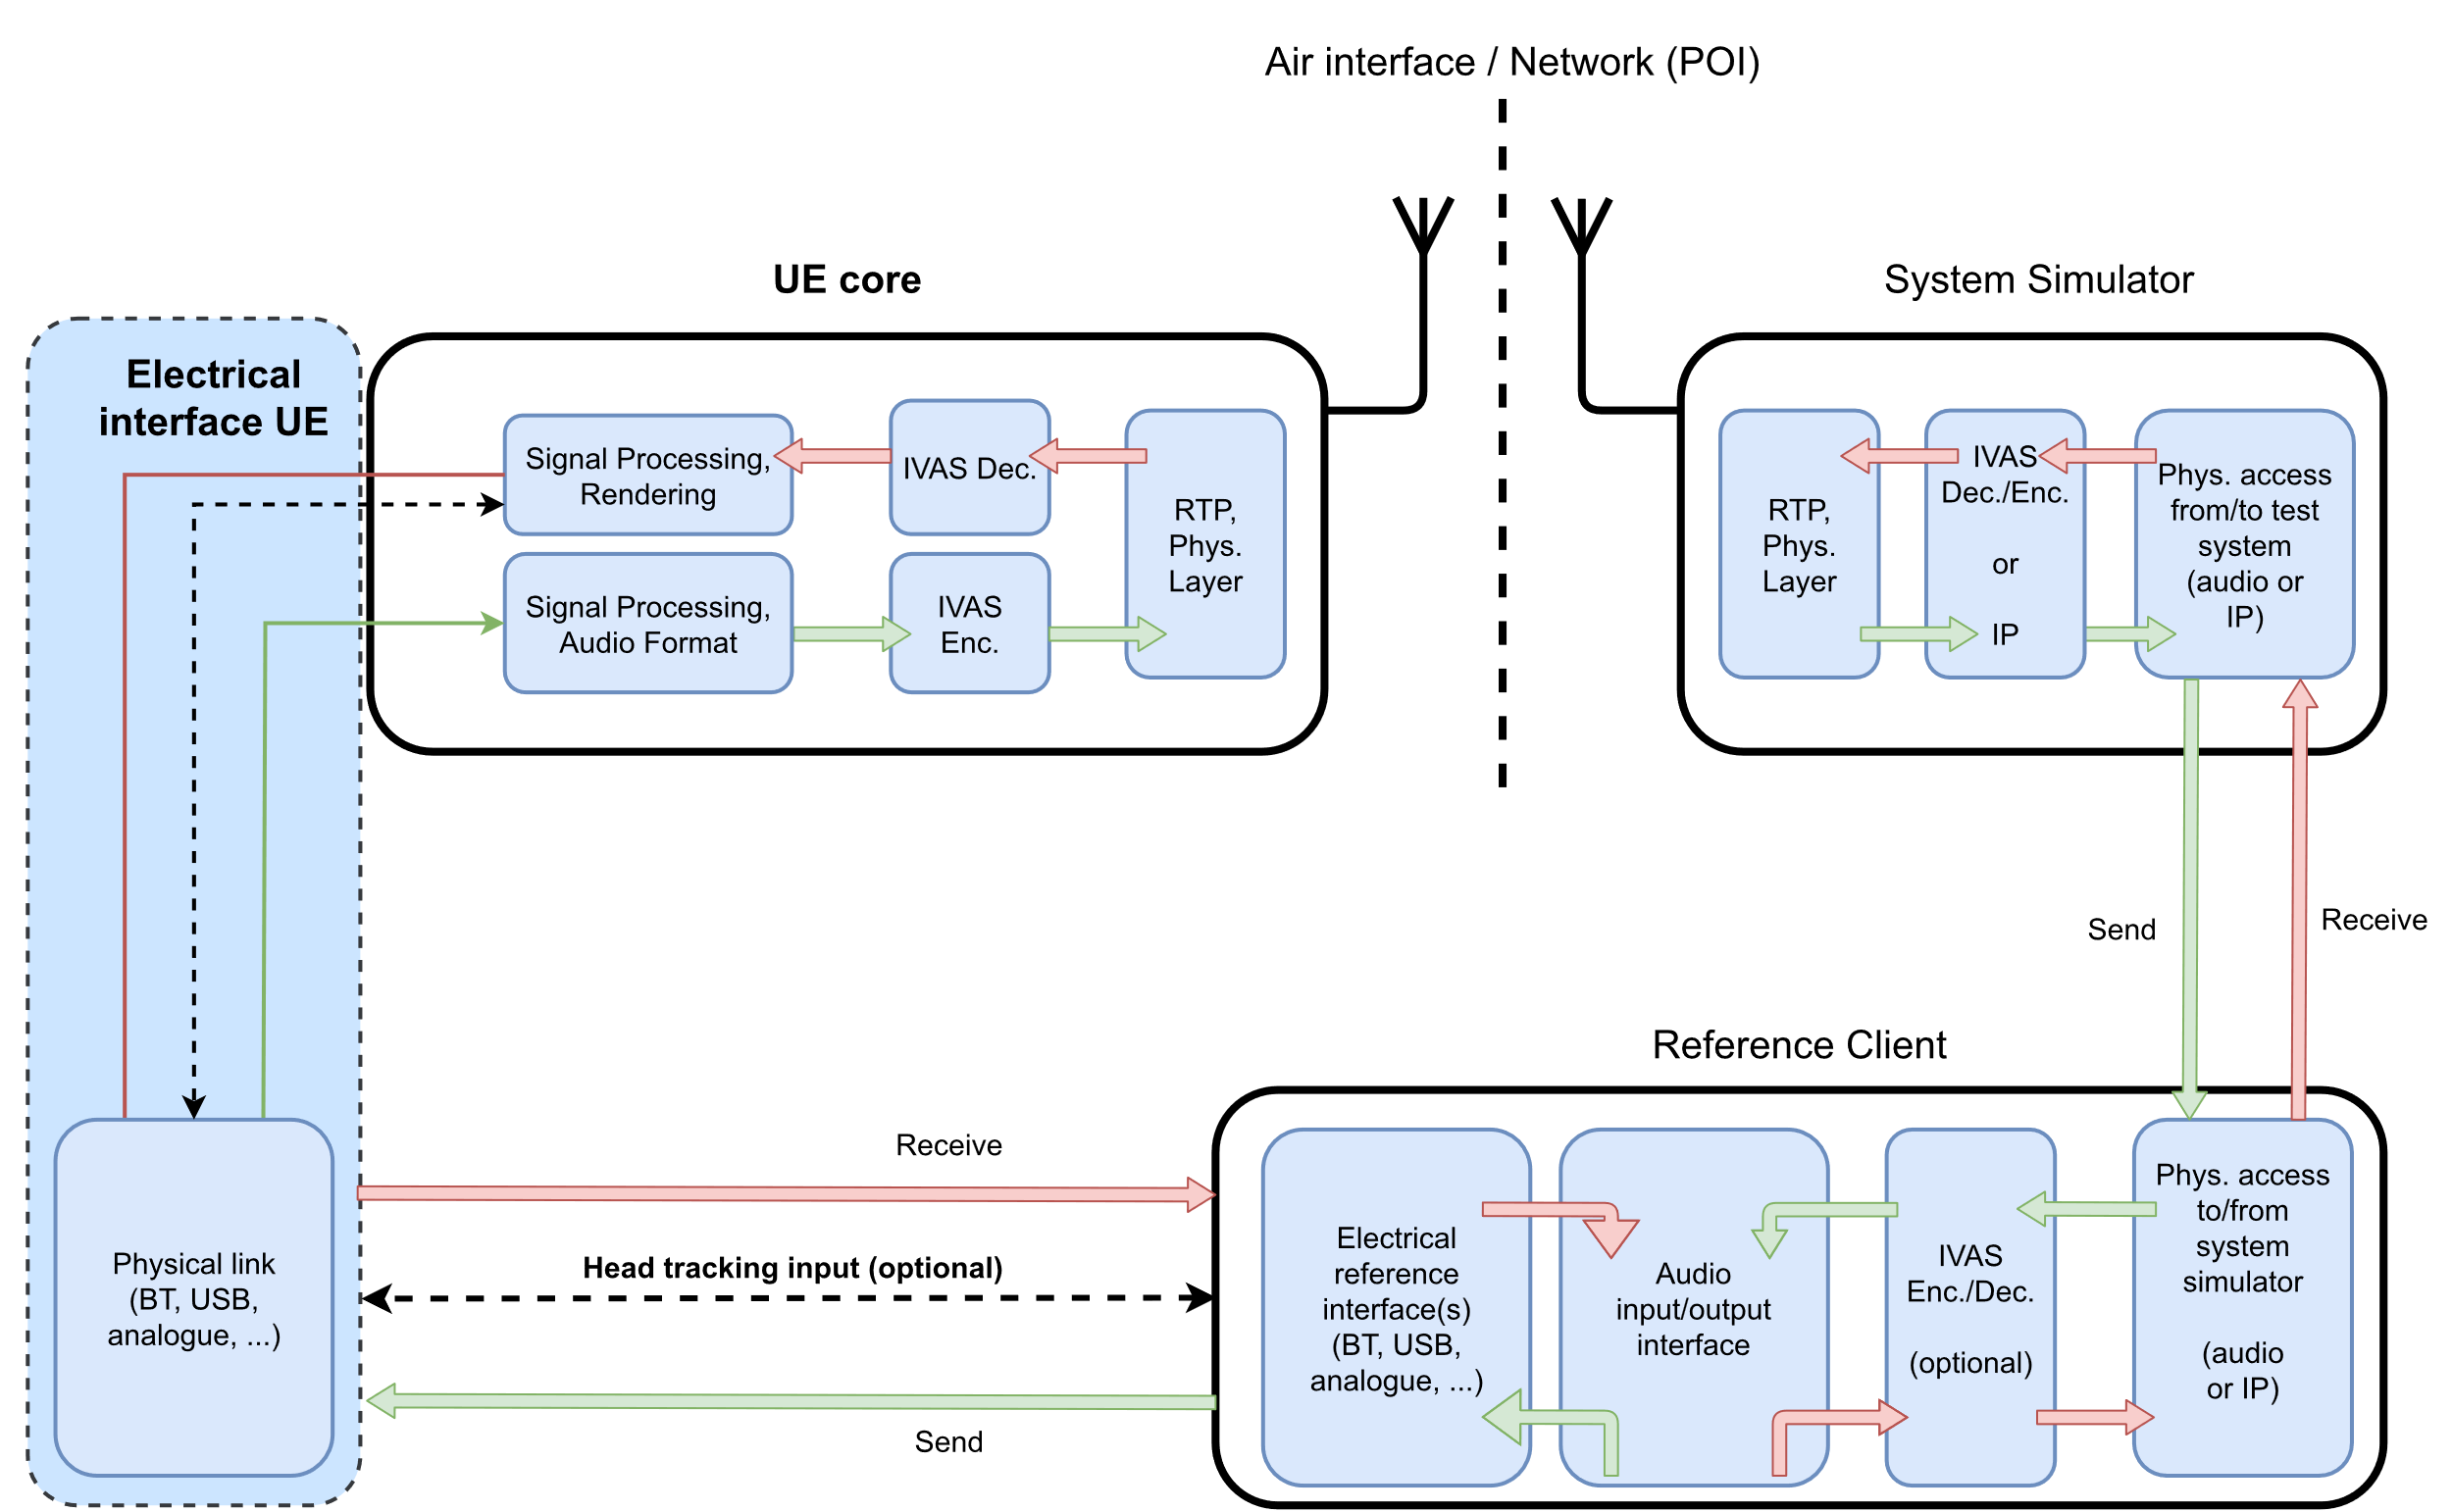 Air interface / Network (POI)
UE core
System Simulator
Electrical
interface UE
Signal Processing,
Rendering
IVAS Dec.
RTP,
Phys.
Layer
Signal Processing,
Audio Format
IVAS
Enc.
RTP,
Phys.
Layer
IVAS
Dec./Enc.
or
IP
Phys. access
from/to test
system
(audio or
IP)
Send
Receive
Reference Client
Receive
Head tracking input (optional)
Send
Physical link
(BT, USB,
analogue, ...)
Electrical
reference
interface(s)
(BT, USB,
analogue, ...)
Audio
input/output
interface
IVAS
Enc./Dec.
(optional)
Phys. access
to/from
system
simulator
(audio
or IP)